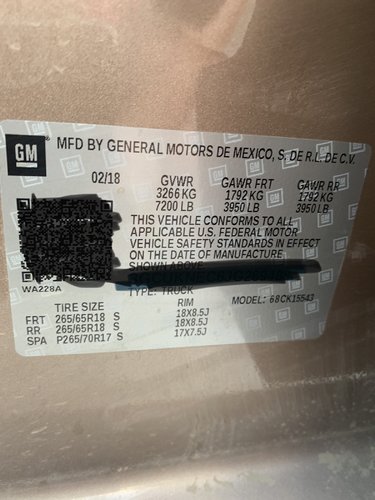 GM MFD BY GENERAL MOTORS DE MEXICO, S. DE R.L. DE C.V.
02/18 GVWR GAWR FRT GAWR RR
3266 KG 1792 KG 1792 KG
7200 LB 3950 LB 3950 LB
THIS VEHICLE CONFORMS TO ALL
APPLICABLE U.S. FEDERAL MOTOR
VEHICLE SAFETY STANDARDS IN EFFECT
ON THE DATE OF MANUFACTURE
SHOWN ABOVE
WA228A
TYPE: TRUCK
TIRE SIZE RIM MODEL: 68CK15543
FRT 265/65R18 S 18X8.5J
RR 265/65R18 S 18X8.5J
SPA P265/70R17 S 17X7.5J